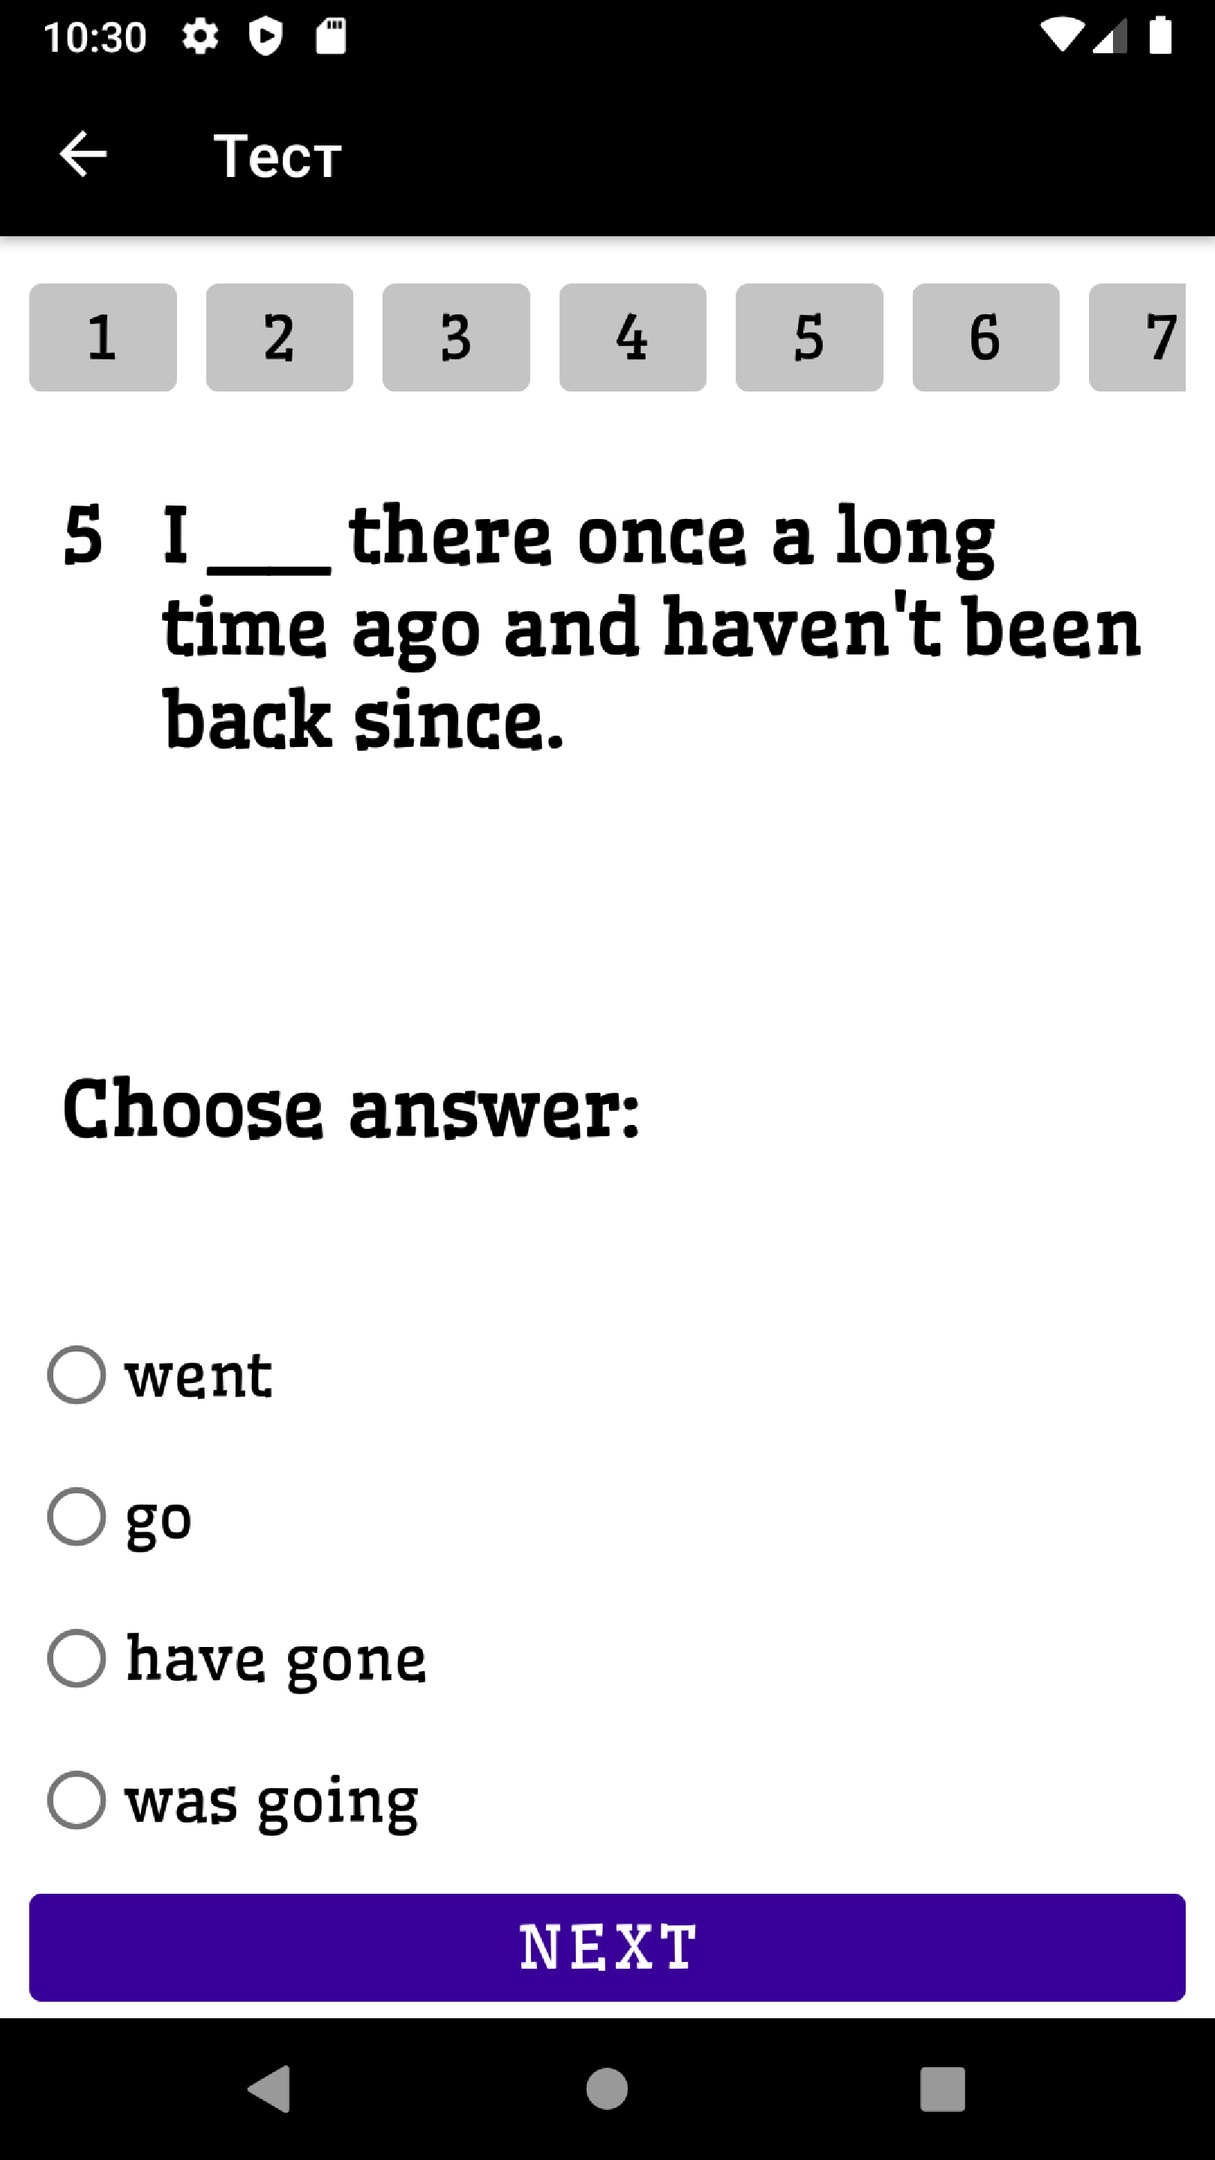 10:30
Тест
1 2 3 4 5 6 7
5 I ___ there once a long
time ago and haven't been
back since.
Choose answer:
went
go
have gone
was going
NEXT